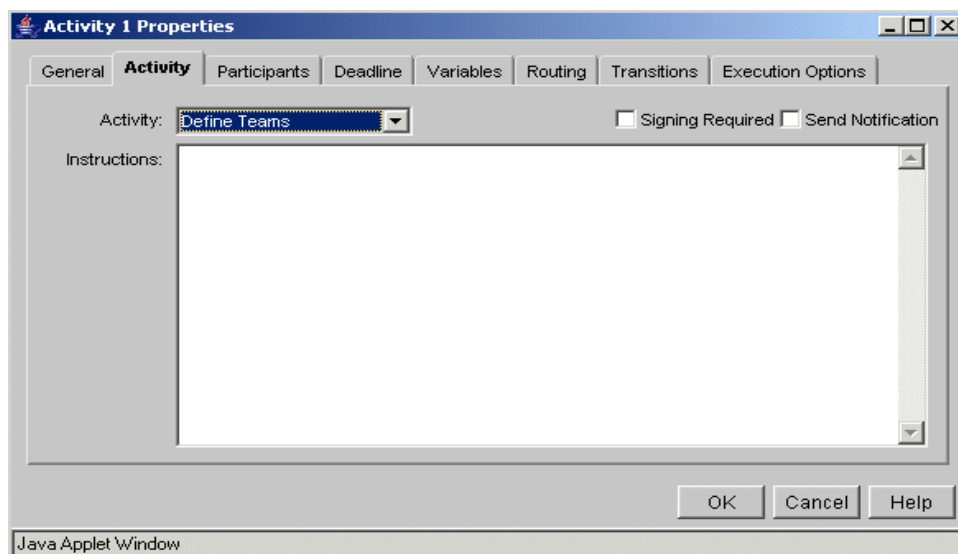 Activity 1 Properties
General Activity Participants Deadline Variables Routing Transitions Execution Options
Activity: Define Teams Signing Required Send Notification
Instructions:
OK Cancel Help
Java Applet Window